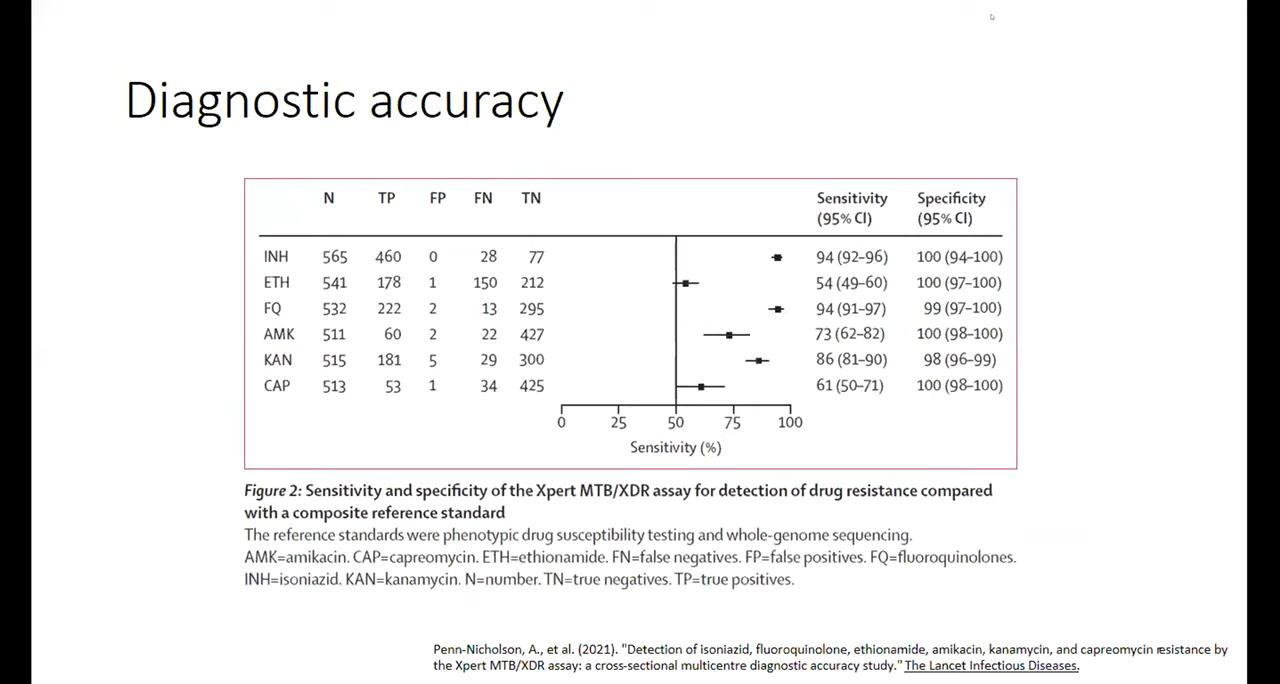 Diagnostic accuracy
N TP FP FN TN Sensitivity (95% CI) Specificity (95% CI)
INH 565 460 0 28 77 94 (92–96) 100 (94–100)
ETH 541 178 1 150 212 54 (49–60) 100 (97–100)
FQ 532 222 2 13 295 94 (91–97) 99 (97–100)
AMK 511 60 2 22 427 73 (62–82) 100 (98–100)
KAN 515 181 5 29 300 86 (81–90) 98 (96–99)
CAP 513 53 1 34 425 61 (50–71) 100 (98–100)
0 25 50 75 100
Sensitivity (%)
Figure 2: Sensitivity and specificity of the Xpert MTB/XDR assay for detection of drug resistance compared
with a composite reference standard
The reference standards were phenotypic drug susceptibility testing and whole-genome sequencing.
AMK=amikacin. CAP=capreomycin. ETH=ethionamide. FN=false negatives. FP=false positives. FQ=fluoroquinolones.
INH=isoniazid. KAN=kanamycin. N=number. TN=true negatives. TP=true positives.
Penn-Nicholson, A., et al. (2021). "Detection of isoniazid, fluoroquinolone, ethionamide, amikacin, kanamycin, and capreomycin resistance by
the Xpert MTB/XDR assay: a cross-sectional multicentre diagnostic accuracy study." The Lancet Infectious Diseases.